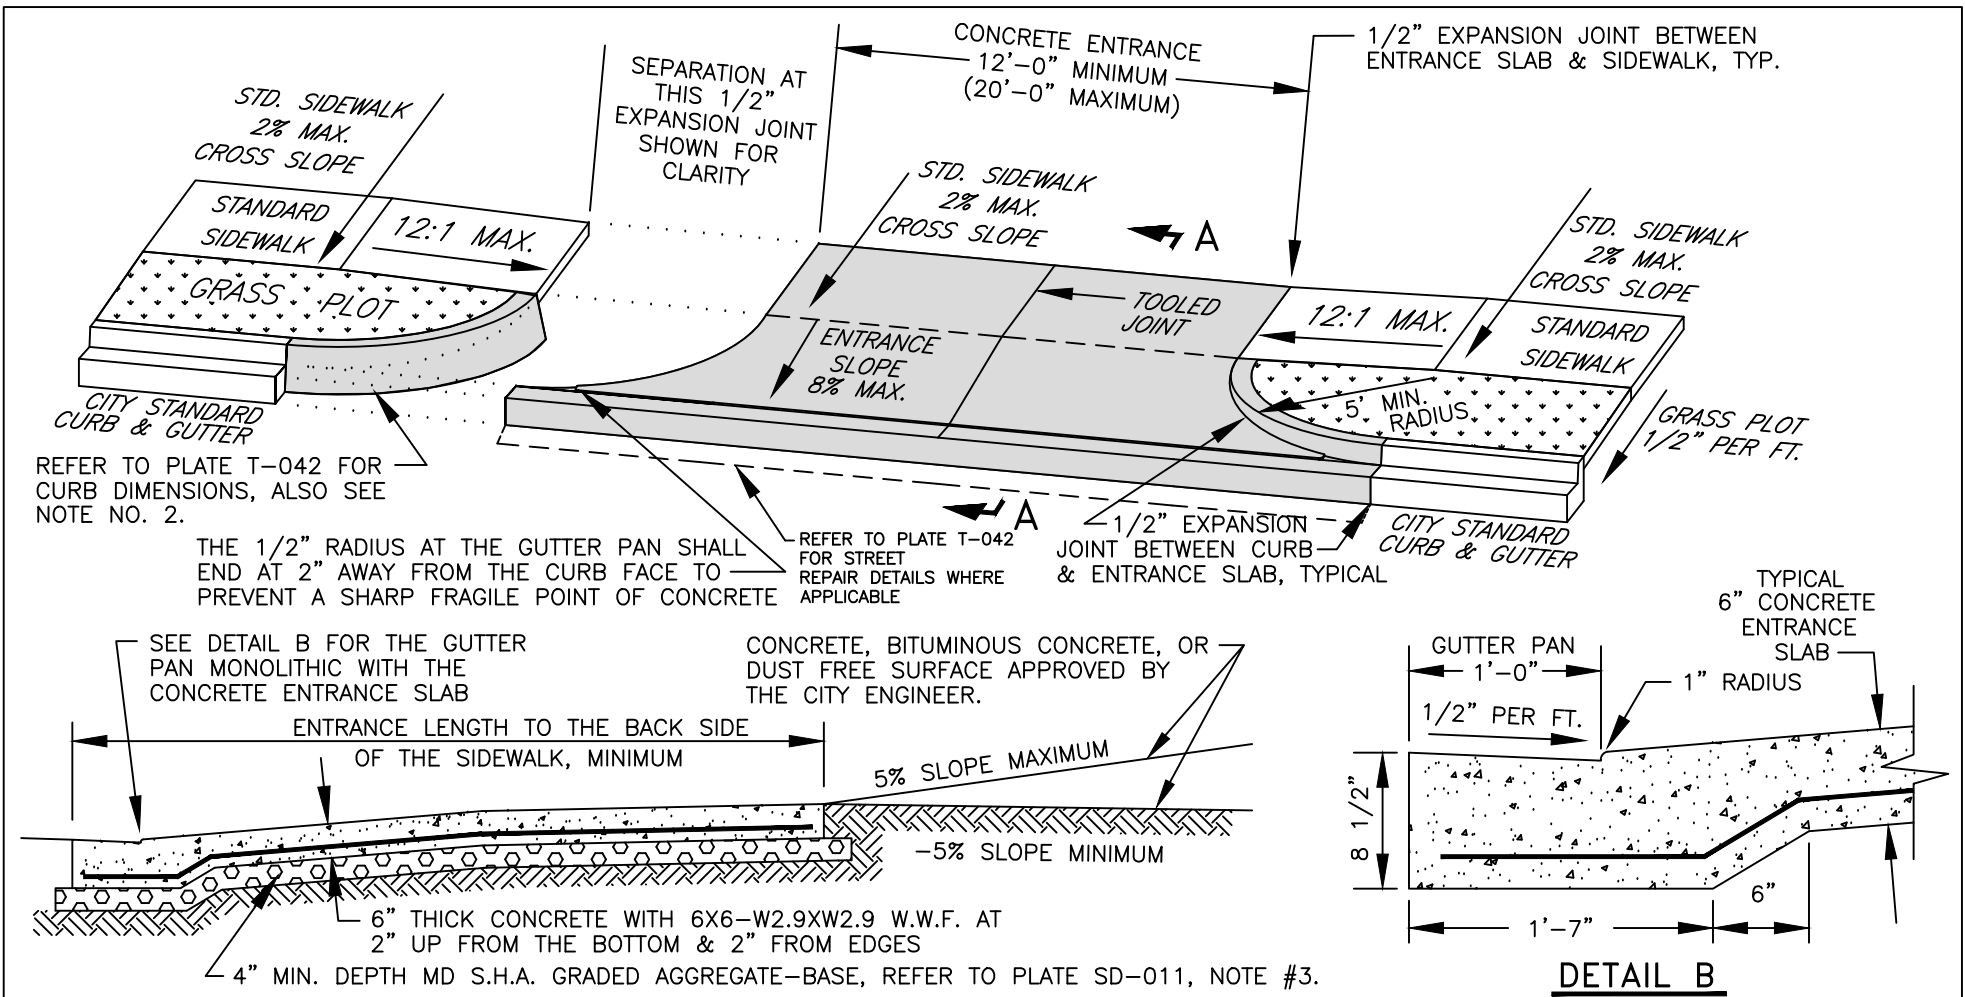 STD. SIDEWALK
2% MAX.
CROSS SLOPE
SEPARATION AT
THIS 1/2"
EXPANSION JOINT
SHOWN FOR
CLARITY
CONCRETE ENTRANCE
12'-0" MINIMUM
(20'-0" MAXIMUM)
1/2" EXPANSION JOINT BETWEEN
ENTRANCE SLAB & SIDEWALK, TYP.
STANDARD
SIDEWALK
12:1 MAX.
GRASS PLOT
STD. SIDEWALK
2% MAX.
CROSS SLOPE
A
STD. SIDEWALK
2% MAX.
CROSS SLOPE
TOOLED
JOINT
12:1 MAX.
STANDARD
SIDEWALK
ENTRANCE
SLOPE
8% MAX.
5' MIN.
RADIUS
GRASS PLOT
1/2" PER FT.
CITY STANDARD
CURB & GUTTER
REFER TO PLATE T-042 FOR
CURB DIMENSIONS, ALSO SEE
NOTE NO. 2.
A
CITY STANDARD
CURB & GUTTER
THE 1/2" RADIUS AT THE GUTTER PAN SHALL
END AT 2" AWAY FROM THE CURB FACE TO
PREVENT A SHARP FRAGILE POINT OF CONCRETE
REFER TO PLATE T-042
FOR STREET
REPAIR DETAILS WHERE
APPLICABLE
1/2" EXPANSION
JOINT BETWEEN CURB
& ENTRANCE SLAB, TYPICAL
SEE DETAIL B FOR THE GUTTER
PAN MONOLITHIC WITH THE
CONCRETE ENTRANCE SLAB
CONCRETE, BITUMINOUS CONCRETE, OR
DUST FREE SURFACE APPROVED BY
THE CITY ENGINEER.
ENTRANCE LENGTH TO THE BACK SIDE
OF THE SIDEWALK, MINIMUM
5% SLOPE MAXIMUM
-5% SLOPE MINIMUM
6" THICK CONCRETE WITH 6X6-W2.9XW2.9 W.W.F. AT
2" UP FROM THE BOTTOM & 2" FROM EDGES
4" MIN. DEPTH MD S.H.A. GRADED AGGREGATE-BASE, REFER TO PLATE SD-011, NOTE #3.
TYPICAL
6" CONCRETE
ENTRANCE
SLAB
GUTTER PAN
1'-0"
1" RADIUS
1/2" PER FT.
8 1/2"
6"
1'-7"
DETAIL B